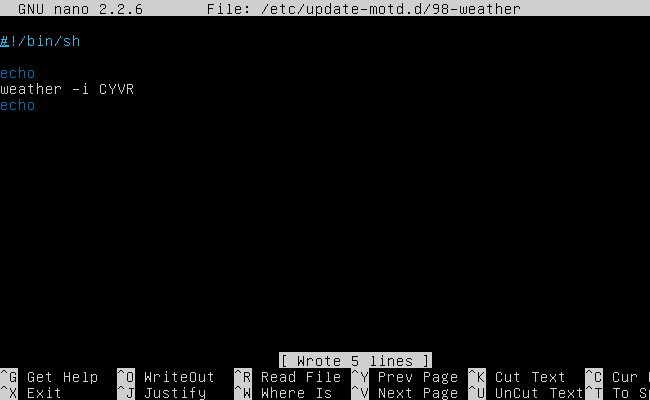 GNU nano 2.2.6 File: /etc/update-motd.d/98-weather
#!/bin/sh
echo
weather -i CYVR
echo
[ Wrote 5 lines ]
^G Get Help ^O WriteOut ^R Read File ^Y Prev Page ^K Cut Text ^C Cur
^X Exit ^J Justify ^W Where Is ^V Next Page ^U UnCut Text ^T To